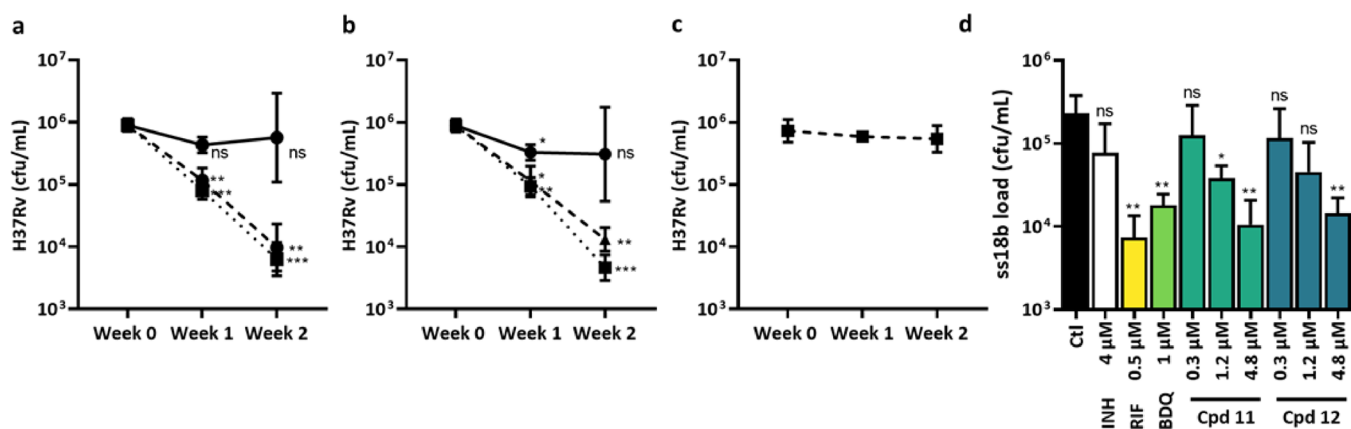 a
H37Rv (cfu/mL)
10⁷
10⁶
10⁵
10⁴
10³
ns
ns
**
***
**
***
Week 0 Week 1 Week 2
b
H37Rv (cfu/mL)
10⁷
10⁶
10⁵
10⁴
10³
*
ns
*
**
**
***
Week 0 Week 1 Week 2
c
H37Rv (cfu/mL)
10⁷
10⁶
10⁵
10⁴
10³
Week 0 Week 1 Week 2
d
ss18b load (cfu/mL)
10⁶
10⁵
10⁴
10³
ns ** ** ns * ** ns ns **
Ctl 4 µM 0.5 µM 1 µM 0.3 µM 1.2 µM 4.8 µM 0.3 µM 1.2 µM 4.8 µM
INH RIF BDQ Cpd 11 Cpd 12